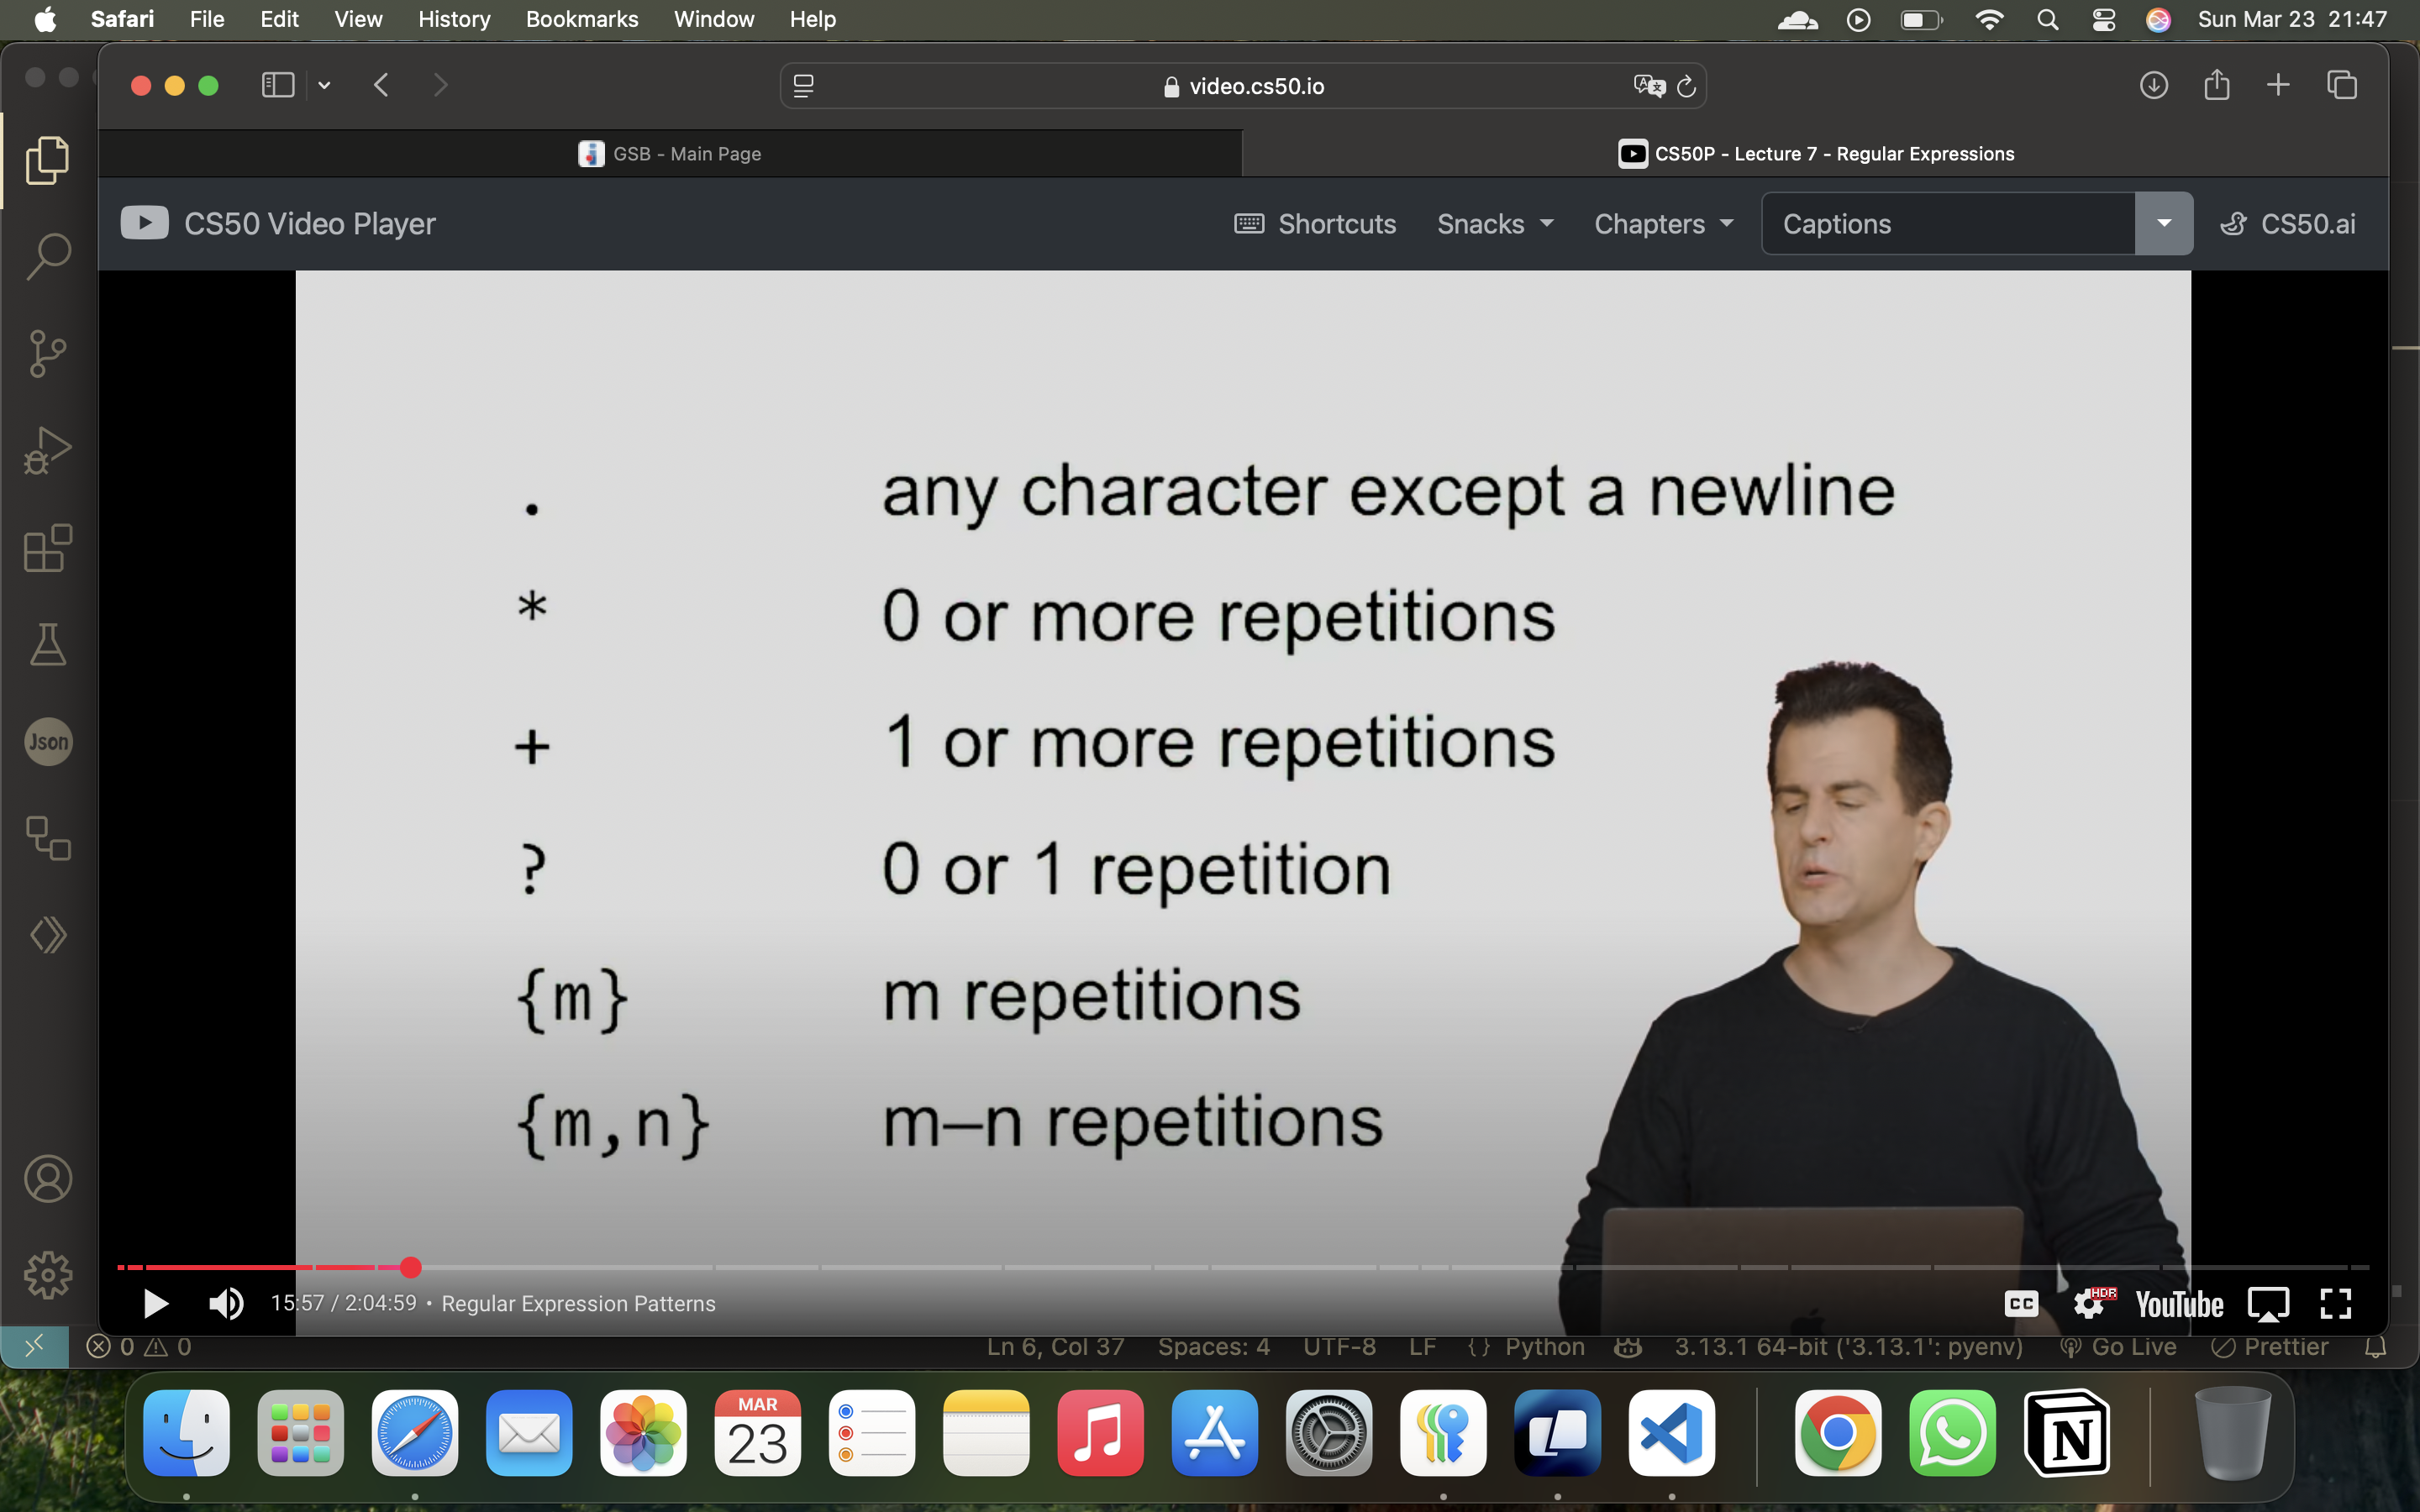 Safari File Edit View History Bookmarks Window Help Sun Mar 23 21:47
video.cs50.io
GSB - Main Page CS50P - Lecture 7 - Regular Expressions
CS50 Video Player Shortcuts Snacks Chapters Captions CS50.ai
. any character except a newline
* 0 or more repetitions
+ 1 or more repetitions
? 0 or 1 repetition
{m} m repetitions
{m,n} m–n repetitions
Json
15:57 / 2:04:59 • Regular Expression Patterns CC HDR YouTube
0 0 Ln 6, Col 37 Spaces: 4 UTF-8 LF {} Python 3.13.1 64-bit ('3.13.1': pyenv) Go Live Prettier
MAR
23
N